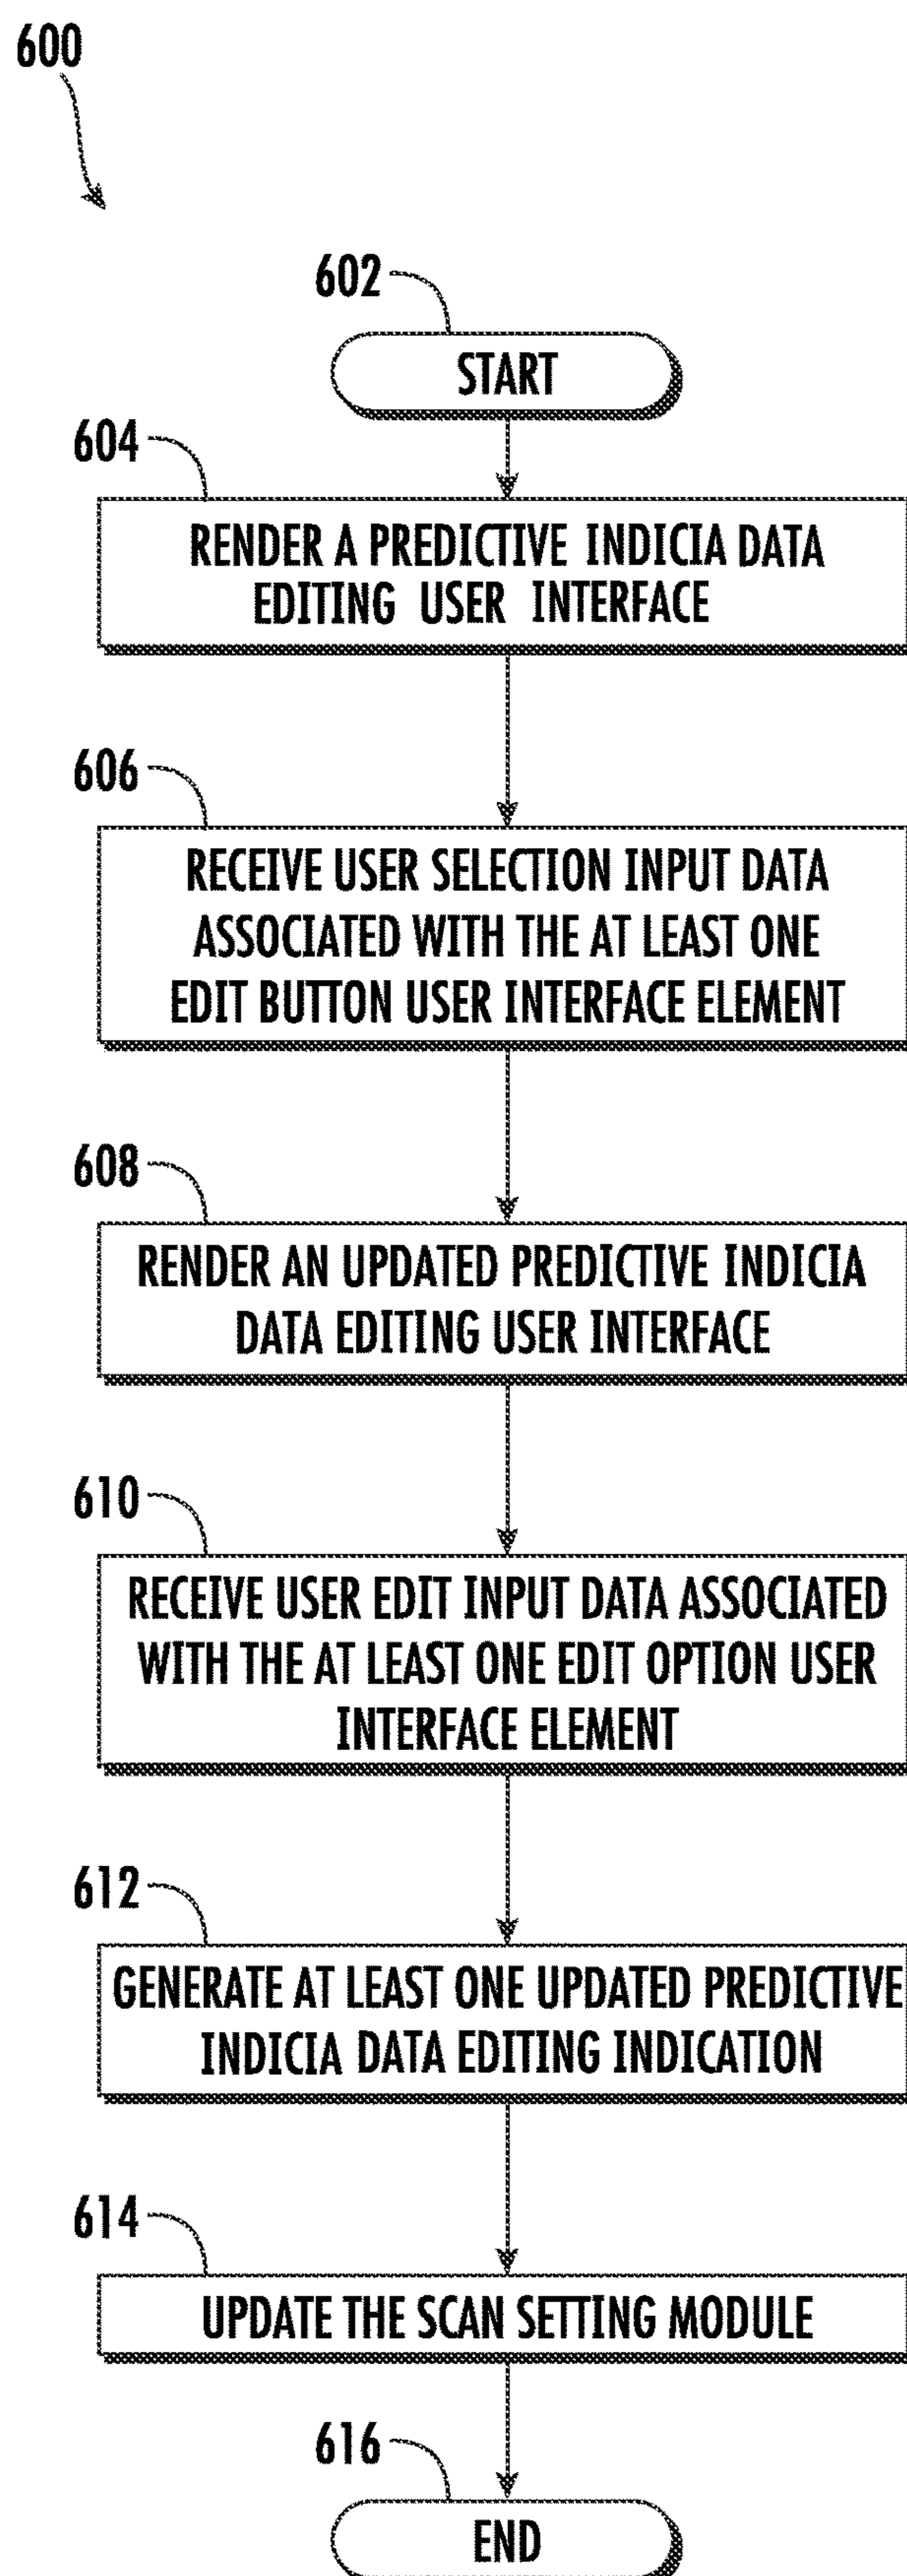 600
602
START
604
RENDER A PREDICTIVE INDICIA DATA
EDITING USER INTERFACE
606
RECEIVE USER SELECTION INPUT DATA
ASSOCIATED WITH THE AT LEAST ONE
EDIT BUTTON USER INTERFACE ELEMENT
608
RENDER AN UPDATED PREDICTIVE INDICIA
DATA EDITING USER INTERFACE
610
RECEIVE USER EDIT INPUT DATA ASSOCIATED
WITH THE AT LEAST ONE EDIT OPTION USER
INTERFACE ELEMENT
612
GENERATE AT LEAST ONE UPDATED PREDICTIVE
INDICIA DATA EDITING INDICATION
614
UPDATE THE SCAN SETTING MODULE
616
END